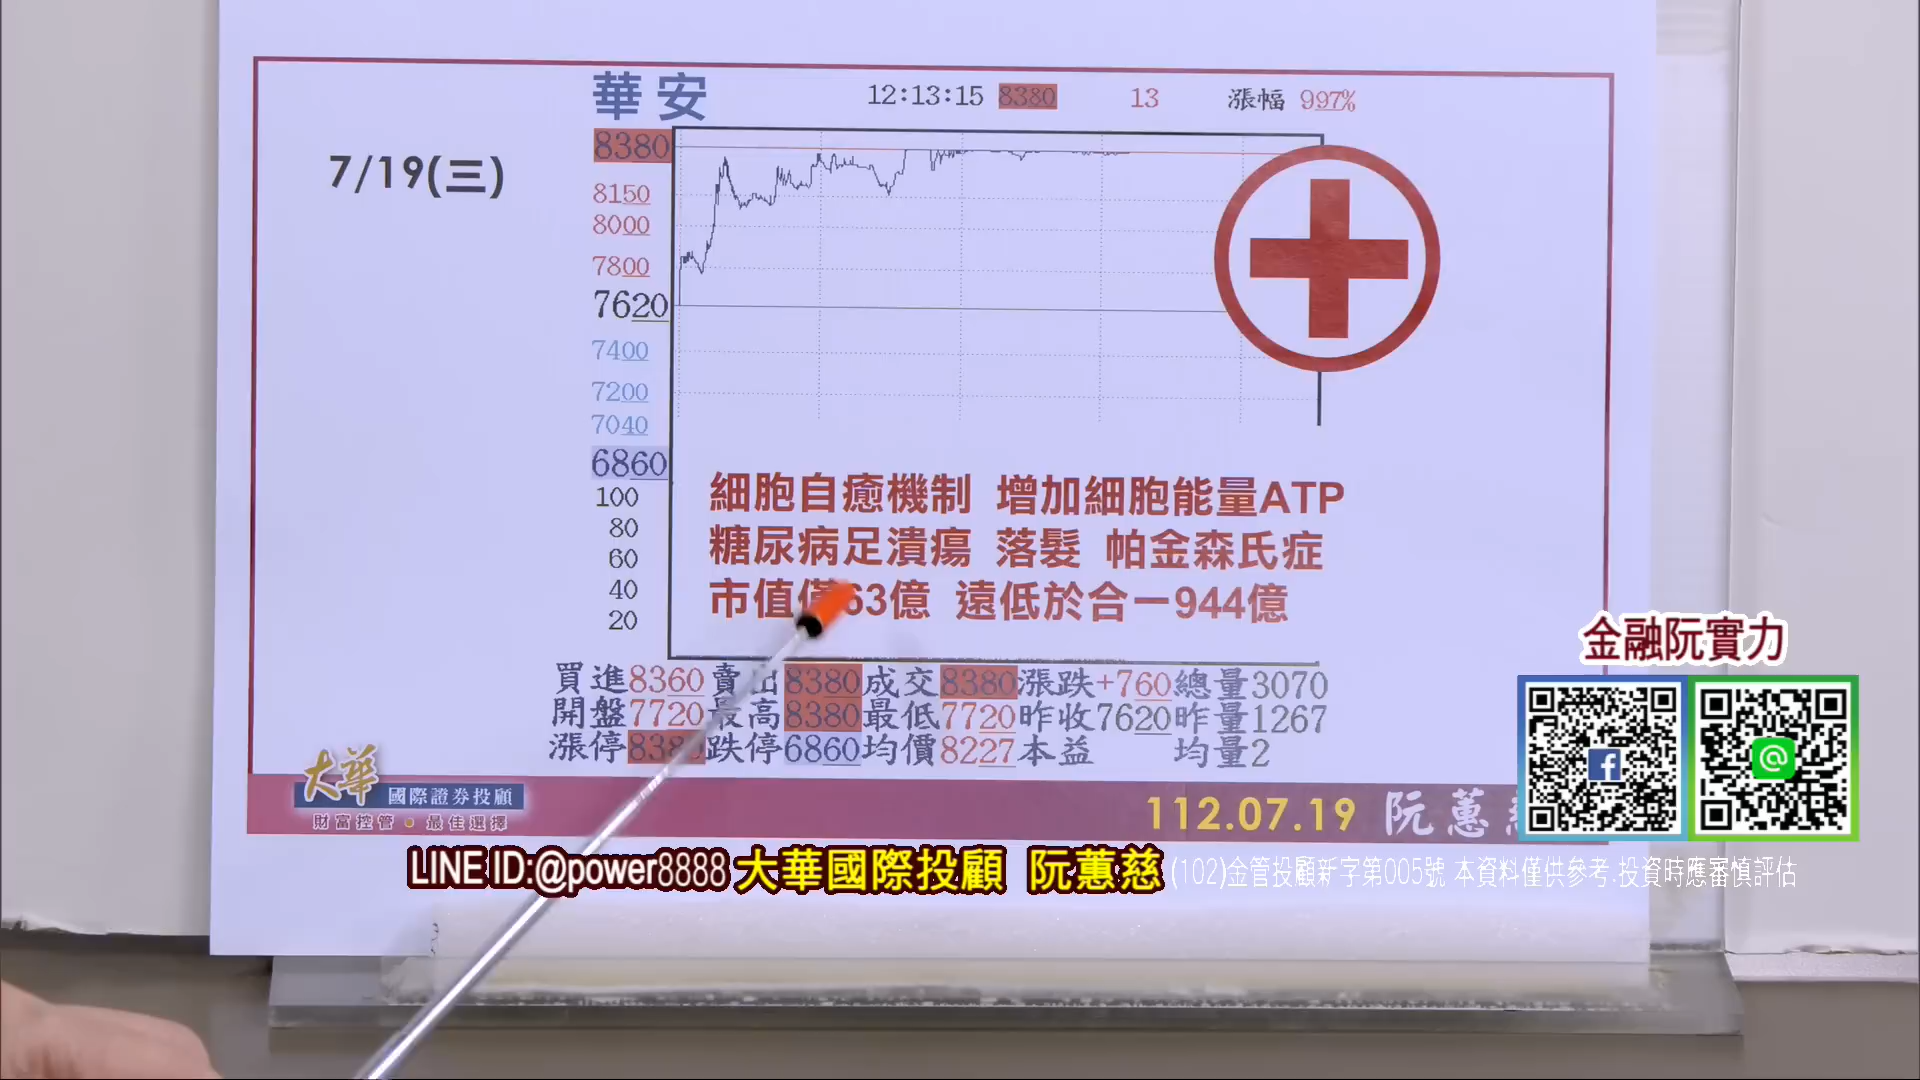 華安 12:13:15 8380 13 漲幅 997%
7/19(三)
8380
8150
8000
7800
7620
7400
7200
7040
6860
100
80
60
40
20
細胞自癒機制 增加細胞能量ATP
糖尿病足潰瘍 落髮 帕金森氏症
市值僅63億 遠低於合一944億
買進8360 賣出8380成交8380漲跌+760總量3070
開盤7720最高8380最低7720昨收7620昨量1267
漲停8380跌停6860均價8227本益 均量2
大華 國際證券投顧
財富控管 • 最佳選擇
112.07.19 阮蕙
金融阮實力
LINE ID:@power8888 大華國際投顧 阮蕙慈 (102)金管投顧新字第005號 本資料僅供參考.投資時應審慎評估